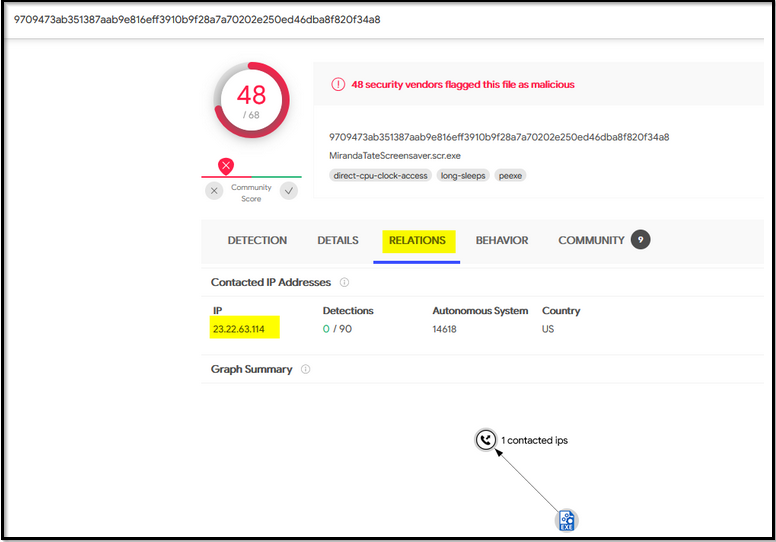 9709473ab351387aab9e816eff3910b9f28a7a70202e250ed46dba8f820f34a8
48
/ 68
48 security vendors flagged this file as malicious
9709473ab351387aab9e816eff3910b9f28a7a70202e250ed46dba8f820f34a8
MirandaTateScreensaver.scr.exe
direct-cpu-clock-access long-sleeps peexe
Community
Score
DETECTION DETAILS RELATIONS BEHAVIOR COMMUNITY 9
Contacted IP Addresses
IP Detections Autonomous System Country
23.22.63.114 0 / 90 14618 US
Graph Summary
1 contacted ips
EXE